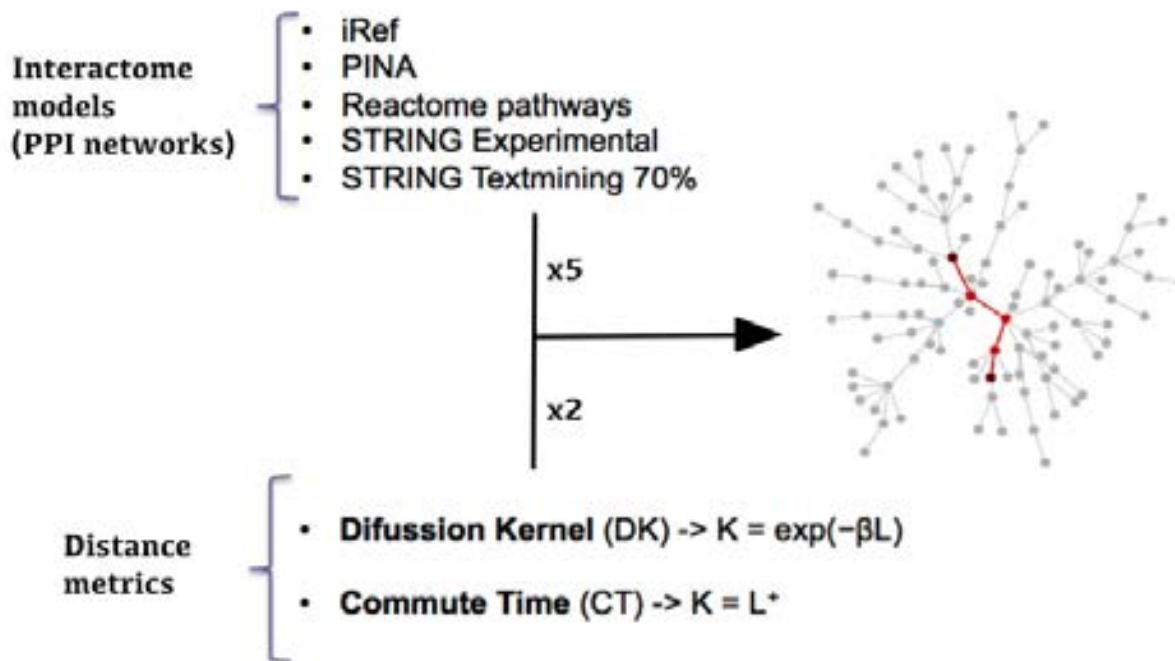 Interactome
models
(PPI networks)
• iRef
• PINA
• Reactome pathways
• STRING Experimental
• STRING Textmining 70%
x5
x2
Distance
metrics
• Difussion Kernel (DK) -> K = exp(−βL)
• Commute Time (CT) -> K = L⁺